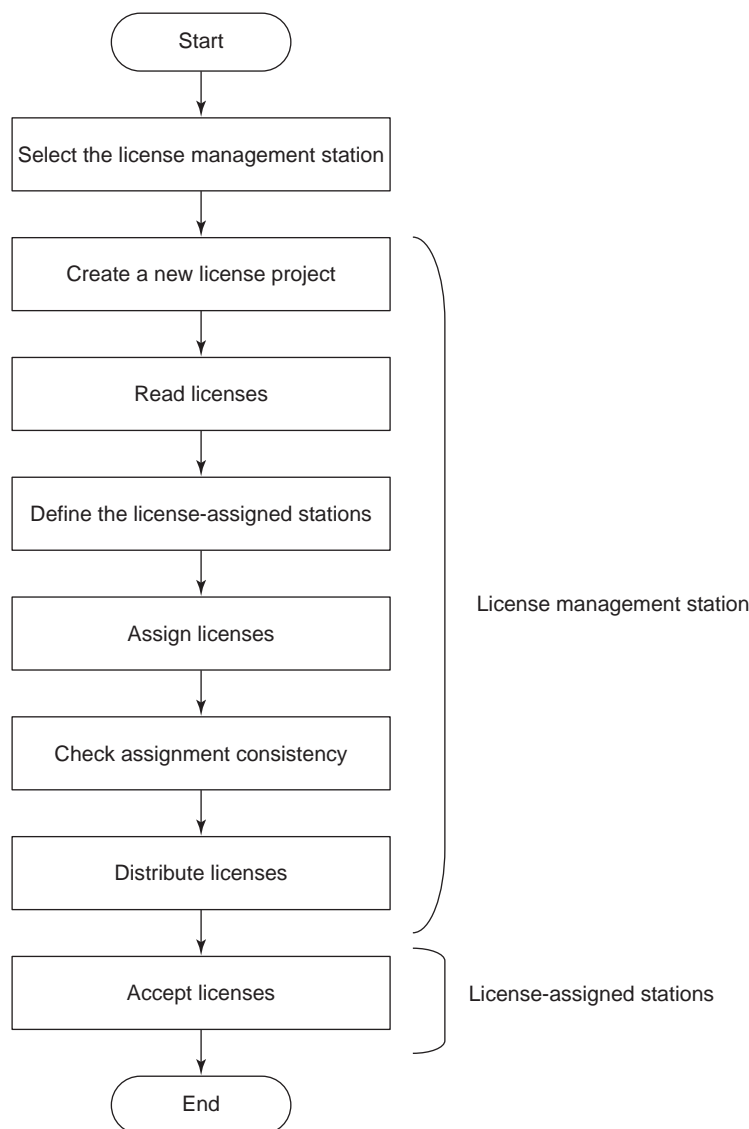 Start
Select the license management station
Create a new license project
Read licenses
Define the license-assigned stations
Assign licenses
License management station
Check assignment consistency
Distribute licenses
Accept licenses
License-assigned stations
End